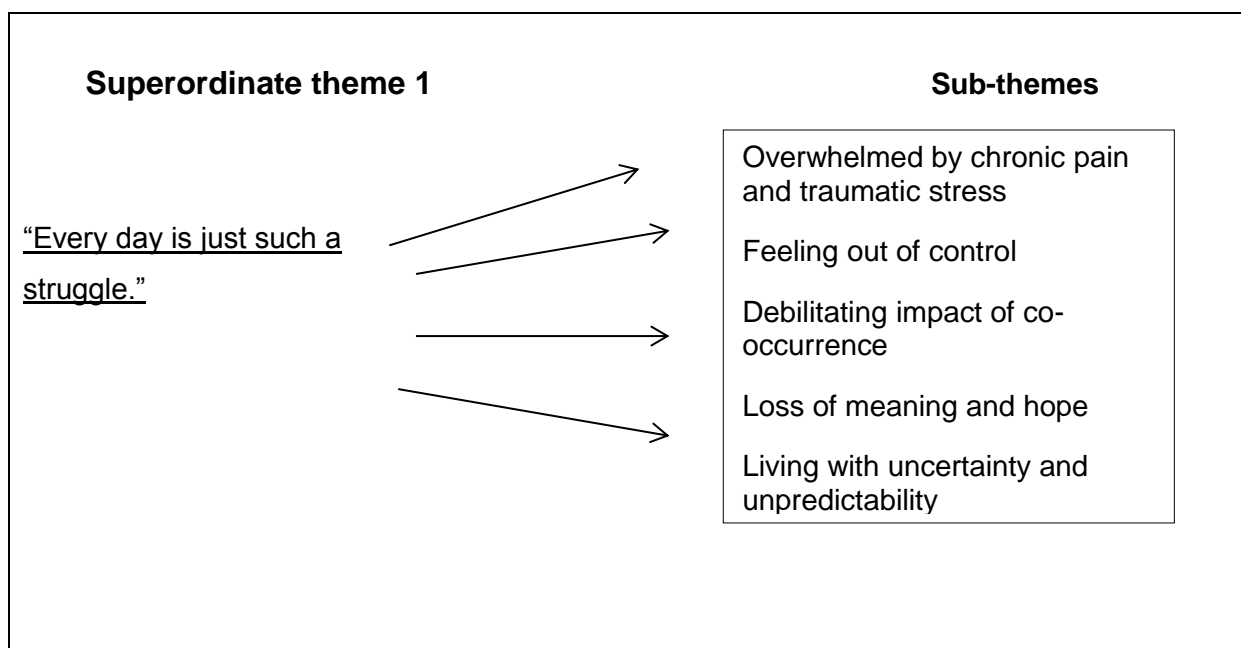 Superordinate theme 1
Sub-themes
“Every day is just such a
struggle.”
Overwhelmed by chronic pain
and traumatic stress
Feeling out of control
Debilitating impact of co-
occurrence
Loss of meaning and hope
Living with uncertainty and
unpredictability